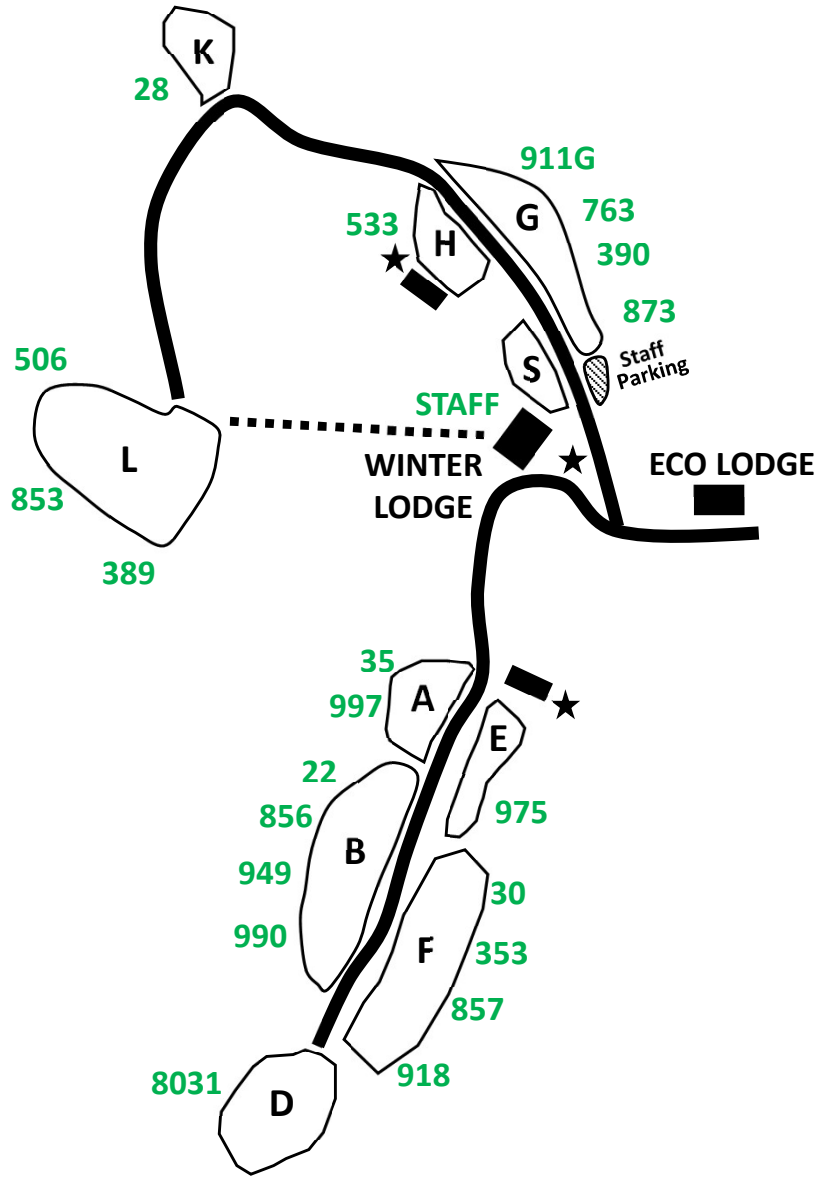 K
28
911G
G
763
533
H
390
873
506
S
Staff
Parking
STAFF
L
WINTER
LODGE
ECO LODGE
853
389
35
A
997
E
22
856
975
B
949
30
990
F
353
857
918
8031
D